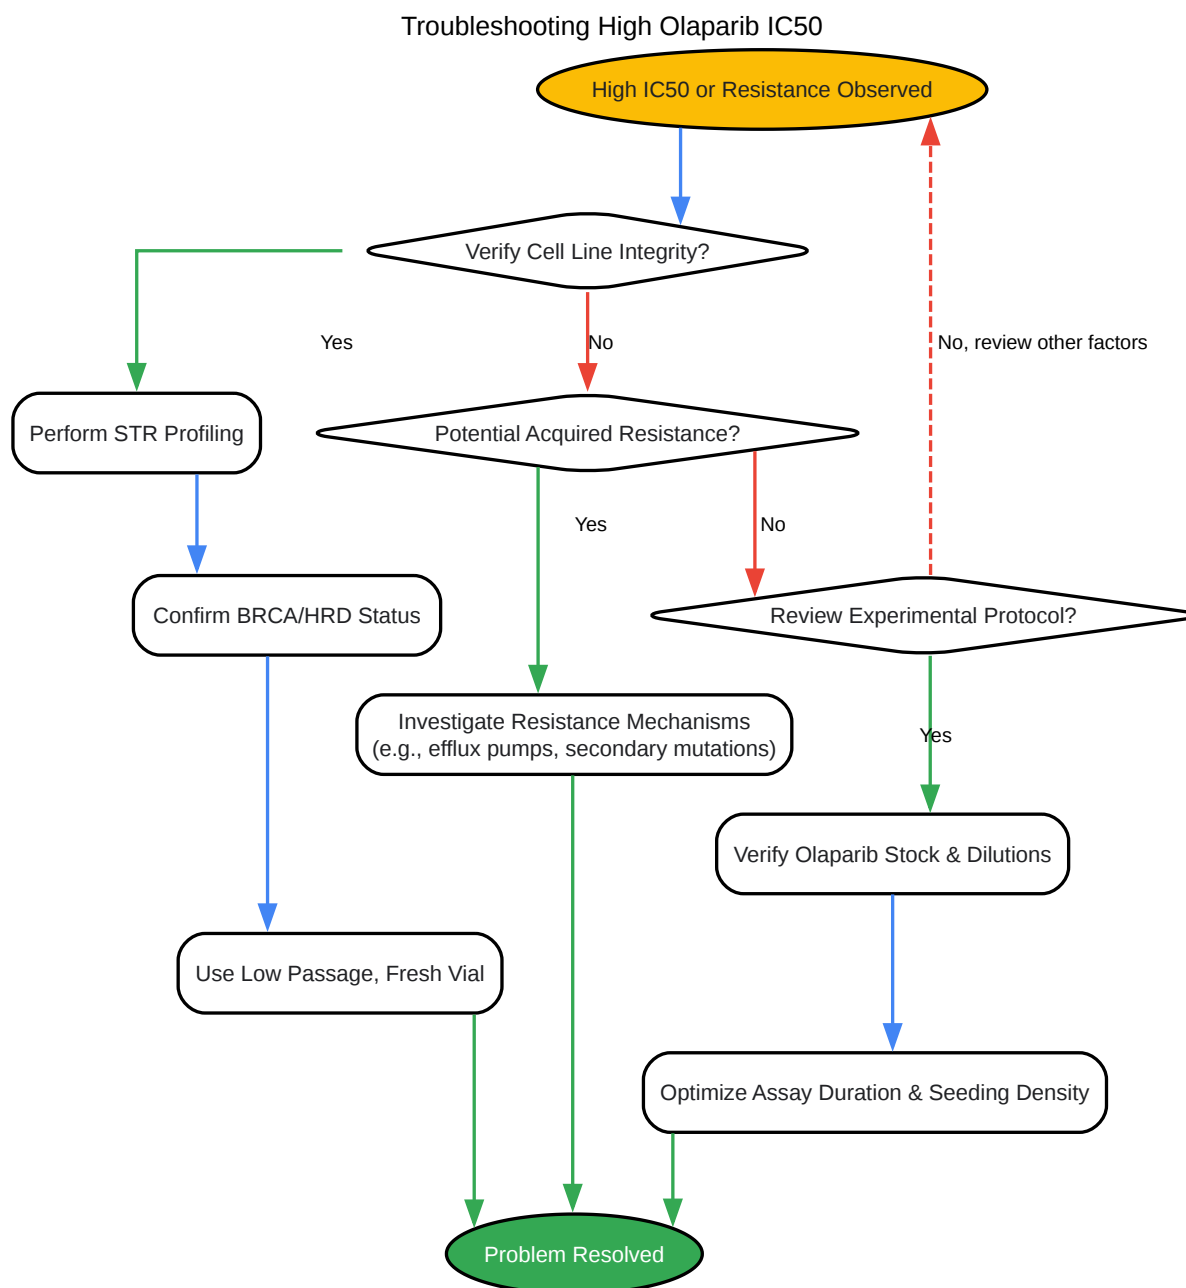 Troubleshooting High Olaparib IC50
High IC50 or Resistance Observed
Verify Cell Line Integrity?
Yes
No
No, review other factors
Perform STR Profiling
Potential Acquired Resistance?
Yes
No
Confirm BRCA/HRD Status
Review Experimental Protocol?
Investigate Resistance Mechanisms
(e.g., efflux pumps, secondary mutations)
Yes
Verify Olaparib Stock & Dilutions
Use Low Passage, Fresh Vial
Optimize Assay Duration & Seeding Density
Problem Resolved